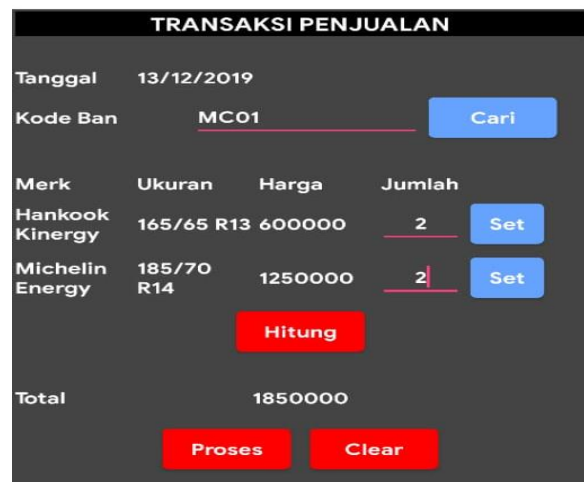 TRANSAKSI PENJUALAN
Tanggal 13/12/2019
Kode Ban MC01 Cari
Merk Ukuran Harga Jumlah
Hankook Kinergy 165/65 R13 600000 2 Set
Michelin Energy 185/70 R14 1250000 2 Set
Hitung
Total 1850000
Proses Clear